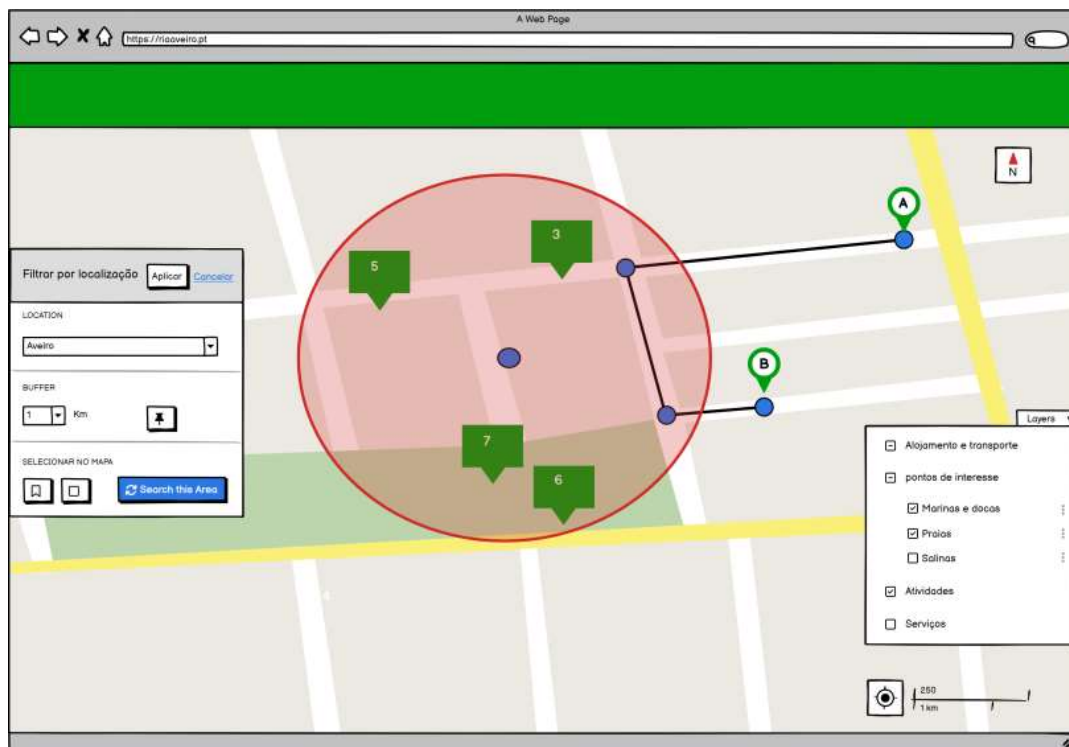 A Web Page
https://riaaveiro.pt
N
A
3
5
Filtrar por localização Aplicar Cancelar
LOCATION
Aveiro
BUFFER
1 Km
B
Layers
7
SELECIONAR NO MAPA
6
Search this Area
Alojamento e transporte
pontos de interesse
Marinas e docas
Praias
Salinas
4
Atividades
Serviços
250
1 km